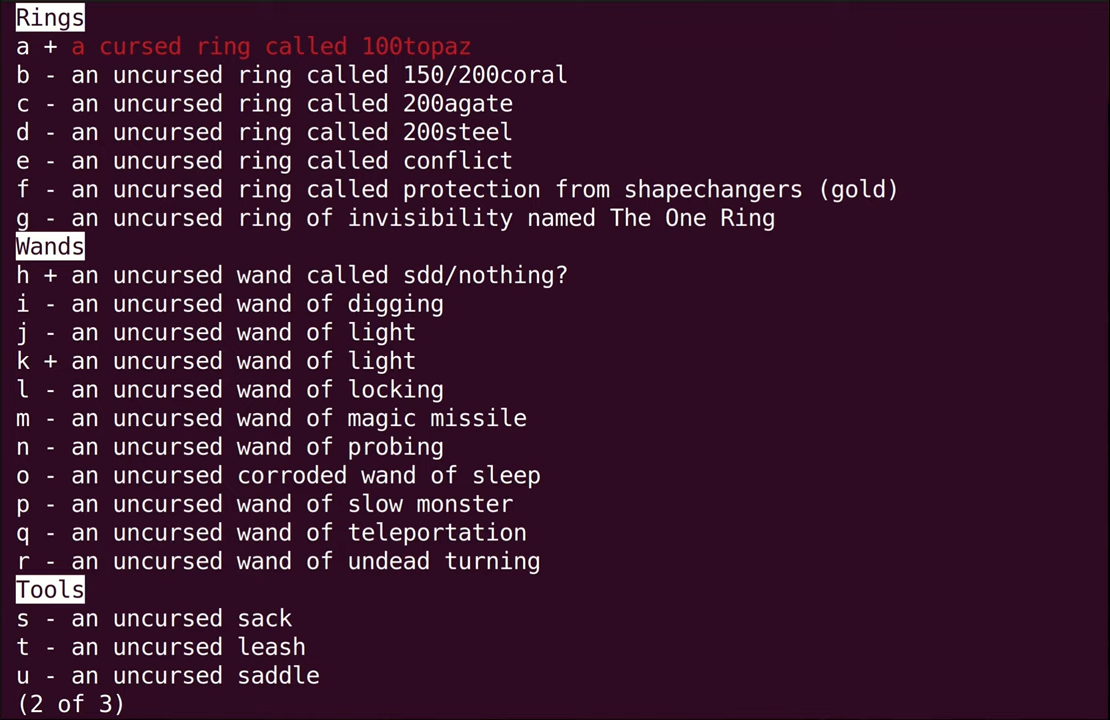 Rings
a + a cursed ring called 100topaz
b - an uncursed ring called 150/200coral
c - an uncursed ring called 200agate
d - an uncursed ring called 200steel
e - an uncursed ring called conflict
f - an uncursed ring called protection from shapechangers (gold)
g - an uncursed ring of invisibility named The One Ring
Wands
h + an uncursed wand called sdd/nothing?
i - an uncursed wand of digging
j - an uncursed wand of light
k + an uncursed wand of light
l - an uncursed wand of locking
m - an uncursed wand of magic missile
n - an uncursed wand of probing
o - an uncursed corroded wand of sleep
p - an uncursed wand of slow monster
q - an uncursed wand of teleportation
r - an uncursed wand of undead turning
Tools
s - an uncursed sack
t - an uncursed leash
u - an uncursed saddle
(2 of 3)